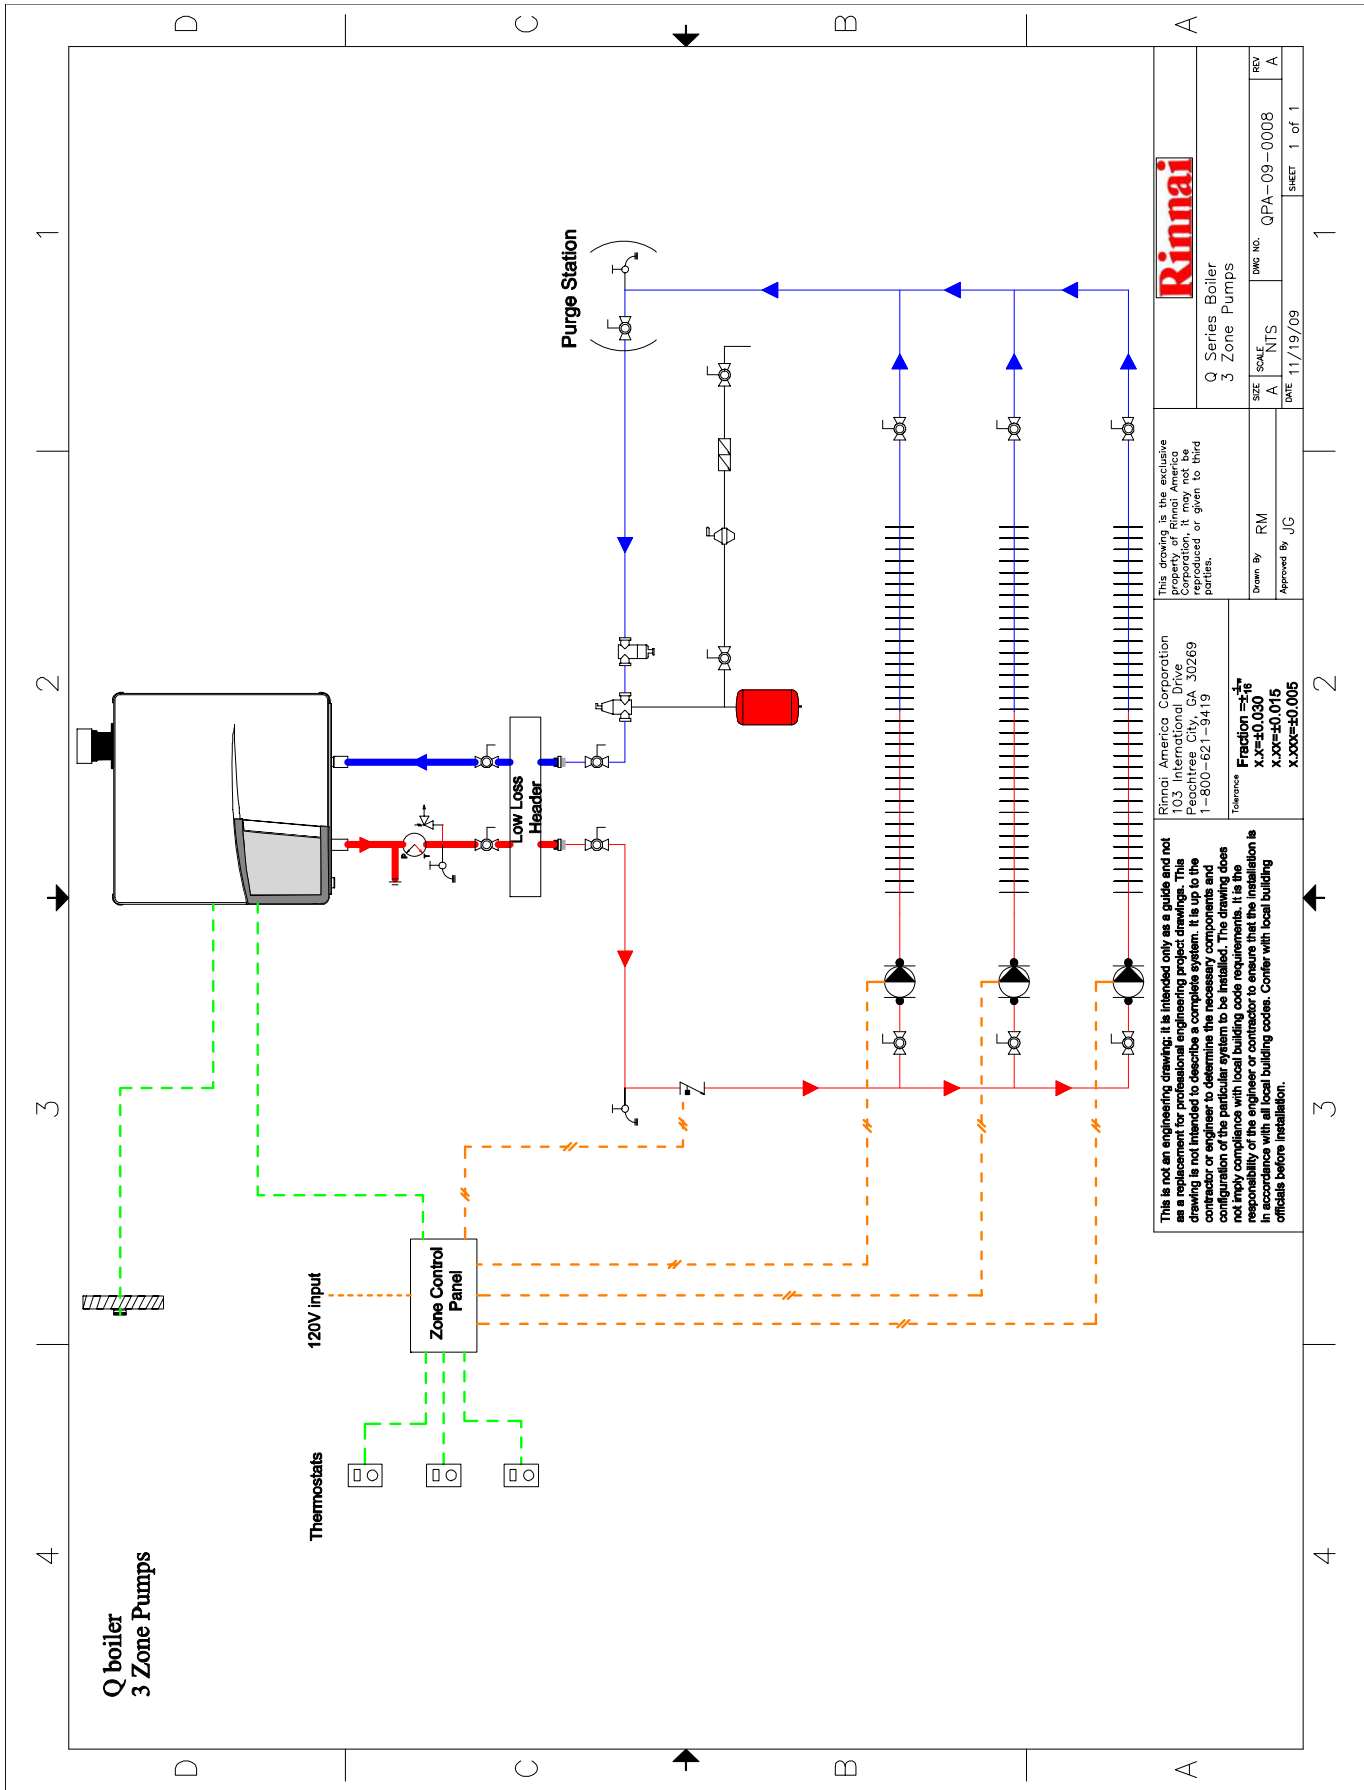 Q boiler
3 Zone Pumps
4
3
2
1
D
C
B
A
D
C
B
A
4
3
2
1
Thermostats
120V input
Zone Control
Panel
Low Loss
Header
P
T
Purge Station
This is not an engineering drawing; it is intended only as a guide and not
as a replacement for professional engineering project drawings. This
drawing is not intended to describe a complete system. It is up to the
contractor or engineer to determine the necessary components and
configuration of the particular system to be installed. The drawing does
not imply compliance with local building code requirements. It is the
responsibility of the engineer or contractor to ensure that the installation is
in accordance with all local building codes. Confer with local building
officials before installation.
Rinnai America Corporation
103 International Drive
Peachtree City, GA 30269
1-800-621-9419
Tolerance
Fraction =±1/16"
X.X=±0.030
X.XX=±0.015
X.XXX=±0.005
This drawing is the exclusive
property of Rinnai America
Corporation, it may not be
reproduced or given to third
parties.
Drawn By RM
Approved By JG
Rinnai
Q Series Boiler
3 Zone Pumps
SIZE A
SCALE NTS
DWG NO. QPA-09-0008
REV A
DATE 11/19/09
SHEET 1 of 1